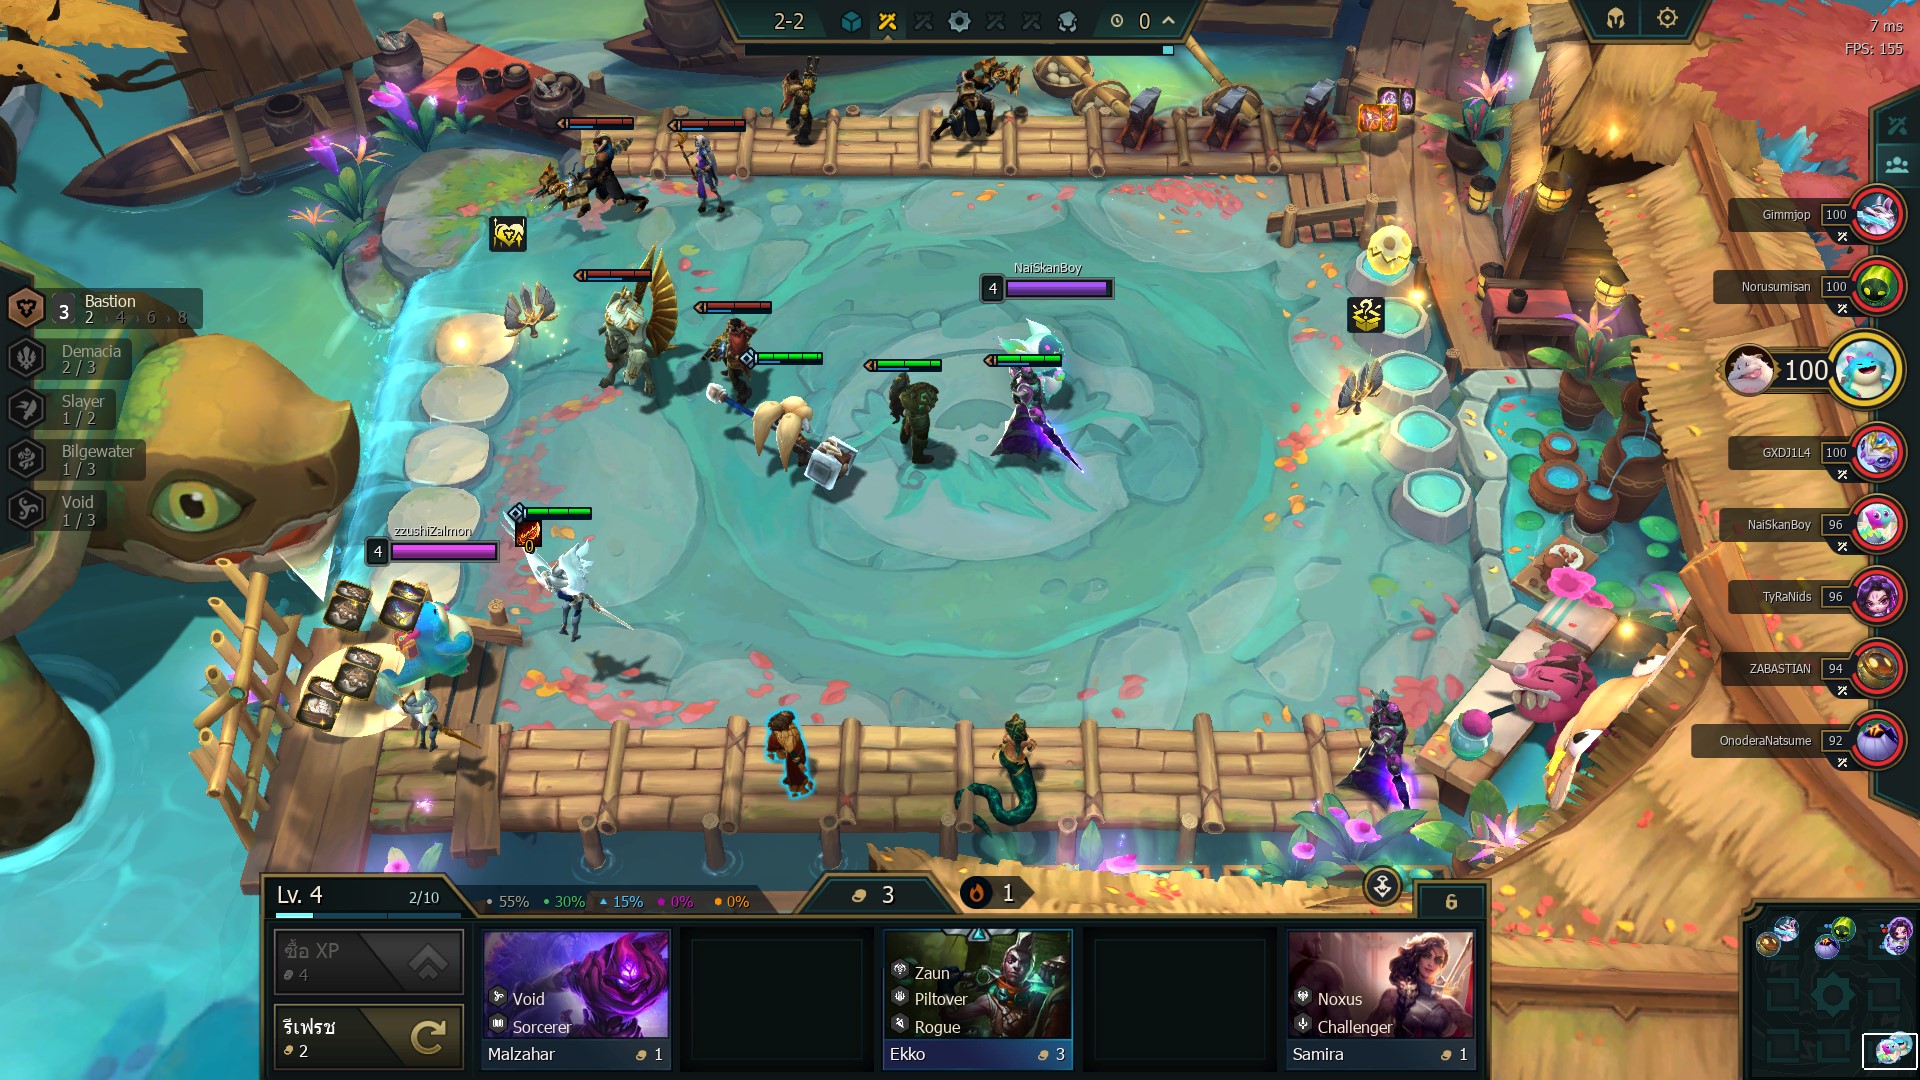 2-2
0
7 ms
FPS: 155
Gimmjop 100
Norusumisan 100
100
GXDJ1L4 100
NaiSkanBoy 96
TyRaNids 96
ZABASTIAN 94
OnoderaNatsume 92
3 Bastion
2 4 6 8
Demacia
2 / 3
Slayer
1 / 2
Bilgewater
1 / 3
Void
1 / 3
NaiSkanBoy
4
zzushiZalmon
4
0
Lv. 4
2/10
55% 30% 15% 0% 0%
3
1
6
ซื้อ XP
4
รีเฟรช
2
Void
Sorcerer
Malzahar 1
Zaun
Piltover
Rogue
Ekko 3
Noxus
Challenger
Samira 1